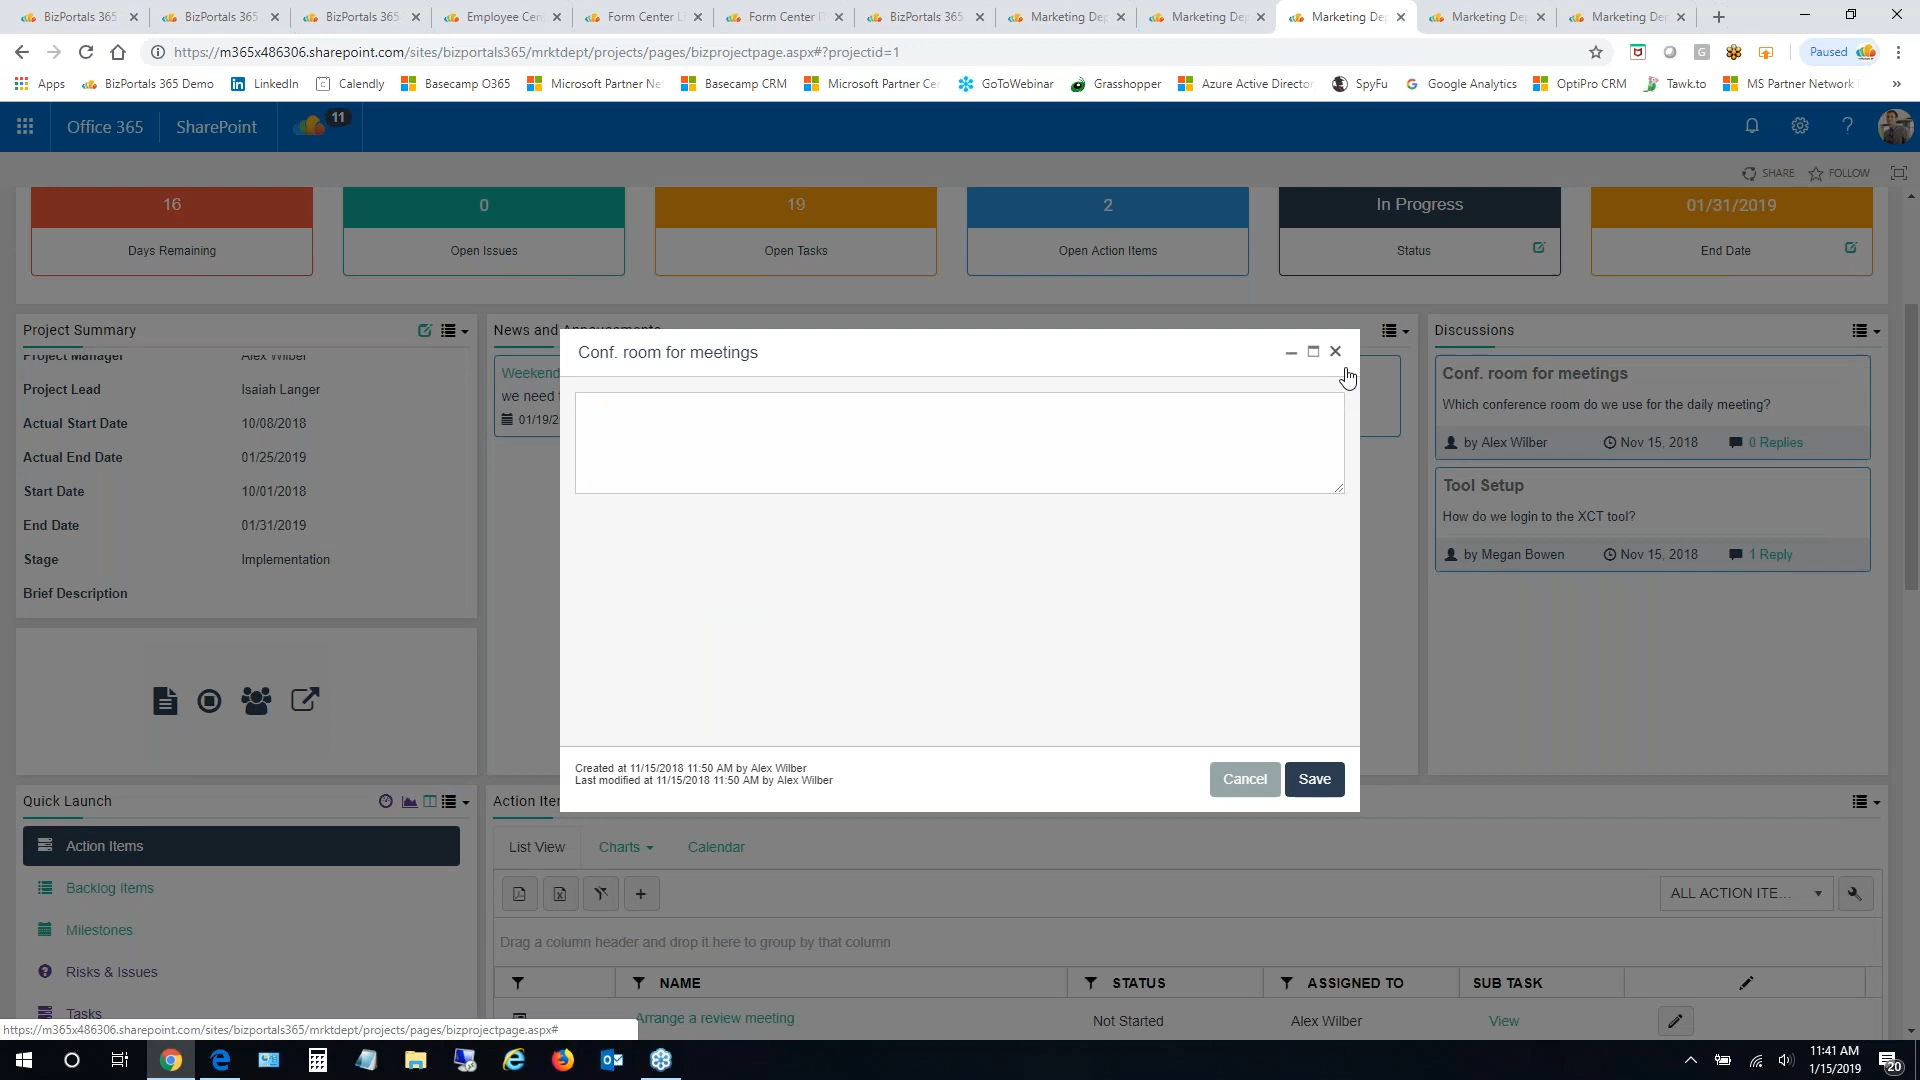 BizPortals 365
BizPortals 365
BizPortals 365
Employee Cen
Form Center
Form Center
BizPortals 365
Marketing Dep
Marketing De
Marketing De
Marketing De
Marketing De
https://m365x486306.sharepoint.com/sites/bizportals365/mrktdept/projects/pages/bizprojectpage.aspx#?projectid=1
Paused
Apps
BizPortals 365 Demo
LinkedIn
Calendly
Basecamp O365
Microsoft Partner Ne
Basecamp CRM
Microsoft Partner Ce
GoToWebinar
Grasshopper
Azure Active Director
SpyFu
Google Analytics
OptiPro CRM
Tawk.to
MS Partner Network
»
Office 365
SharePoint
11
SHARE
FOLLOW
16
0
19
2
In Progress
01/31/2019
Days Remaining
Open Issues
Open Tasks
Open Action Items
Status
End Date
Project Summary
News and
Discussions
Project Manager Alex Wilber
Project Lead Isaiah Langer
Actual Start Date 10/08/2018
Actual End Date 01/25/2019
Start Date 10/01/2018
End Date 01/31/2019
Stage Implementation
Brief Description
Weekend
we need
01/19/2
Conf. room for meetings
Created at 11/15/2018 11:50 AM by Alex Wilber
Last modified at 11/15/2018 11:50 AM by Alex Wilber
Cancel
Save
Conf. room for meetings
Which conference room do we use for the daily meeting?
by Alex Wilber Nov 15, 2018 0 Replies
Tool Setup
How do we login to the XCT tool?
by Megan Bowen Nov 15, 2018 1 Reply
Quick Launch
Action Items
Backlog Items
Milestones
Risks & Issues
Tasks
Action Iter
List View
Charts
Calendar
ALL ACTION ITE...
Drag a column header and drop it here to group by that column
NAME
STATUS
ASSIGNED TO
SUB TASK
Arrange a review meeting
Not Started
Alex Wilber
View
https://m365x486306.sharepoint.com/sites/bizportals365/mrktdept/projects/pages/bizprojectpage.aspx#
11:41 AM
1/15/2019
20